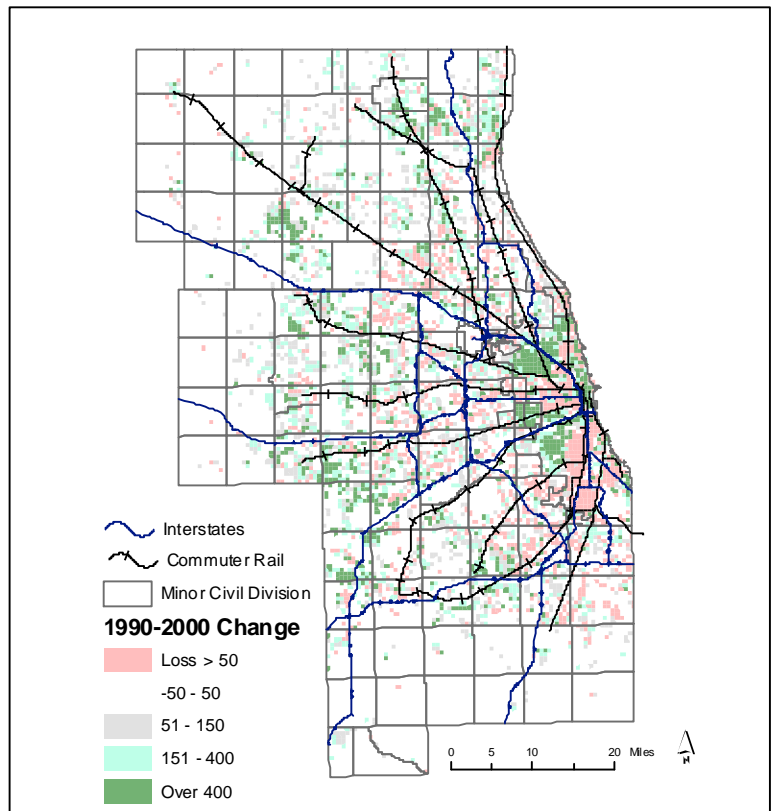 Interstates
Commuter Rail
Minor Civil Division
1990-2000 Change
Loss > 50
-50 - 50
51 - 150
151 - 400
Over 400
0 5 10 20 Miles
N